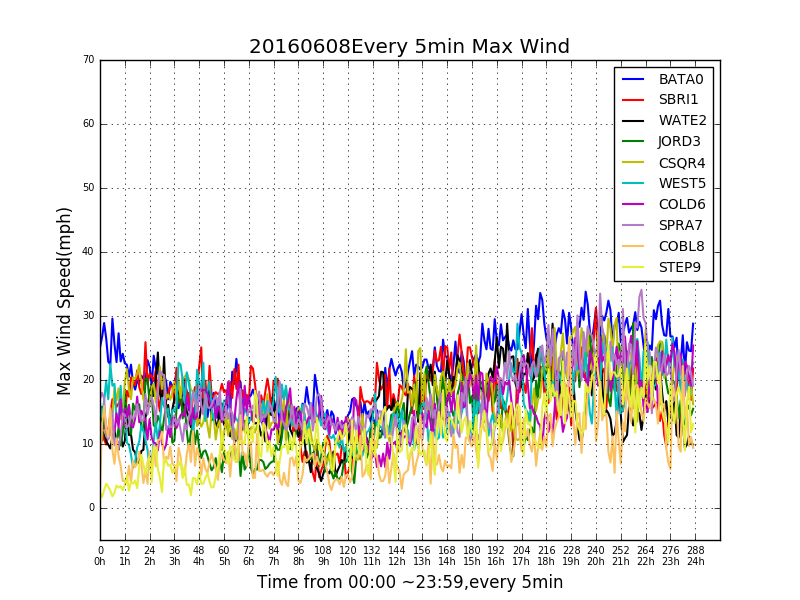 20160608Every 5min Max Wind
70
60
50
40
30
20
10
0
Max Wind Speed(mph)
BATA0
SBRI1
WATE2
JORD3
CSQR4
WEST5
COLD6
SPRA7
COBL8
STEP9
0 12 24 36 48 60 72 84 96 108 120 132 144 156 168 180 192 204 216 228 240 252 264 276 288
0h 1h 2h 3h 4h 5h 6h 7h 8h 9h 10h 11h 12h 13h 14h 15h 16h 17h 18h 19h 20h 21h 22h 23h 24h
Time from 00:00 ~23:59,every 5min